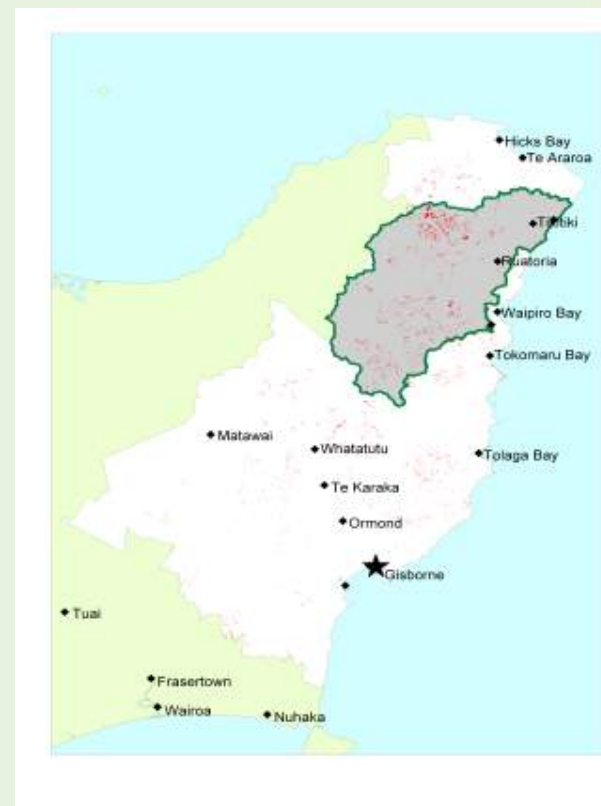 Hicks Bay
Te Araroa
Ruatoria
Waipiro Bay
Tokomaru Bay
Matawai
Whatatutu
Tolaga Bay
Te Karaka
Ormond
Gisborne
Tuai
Frasertown
Wairoa
Nuhaka